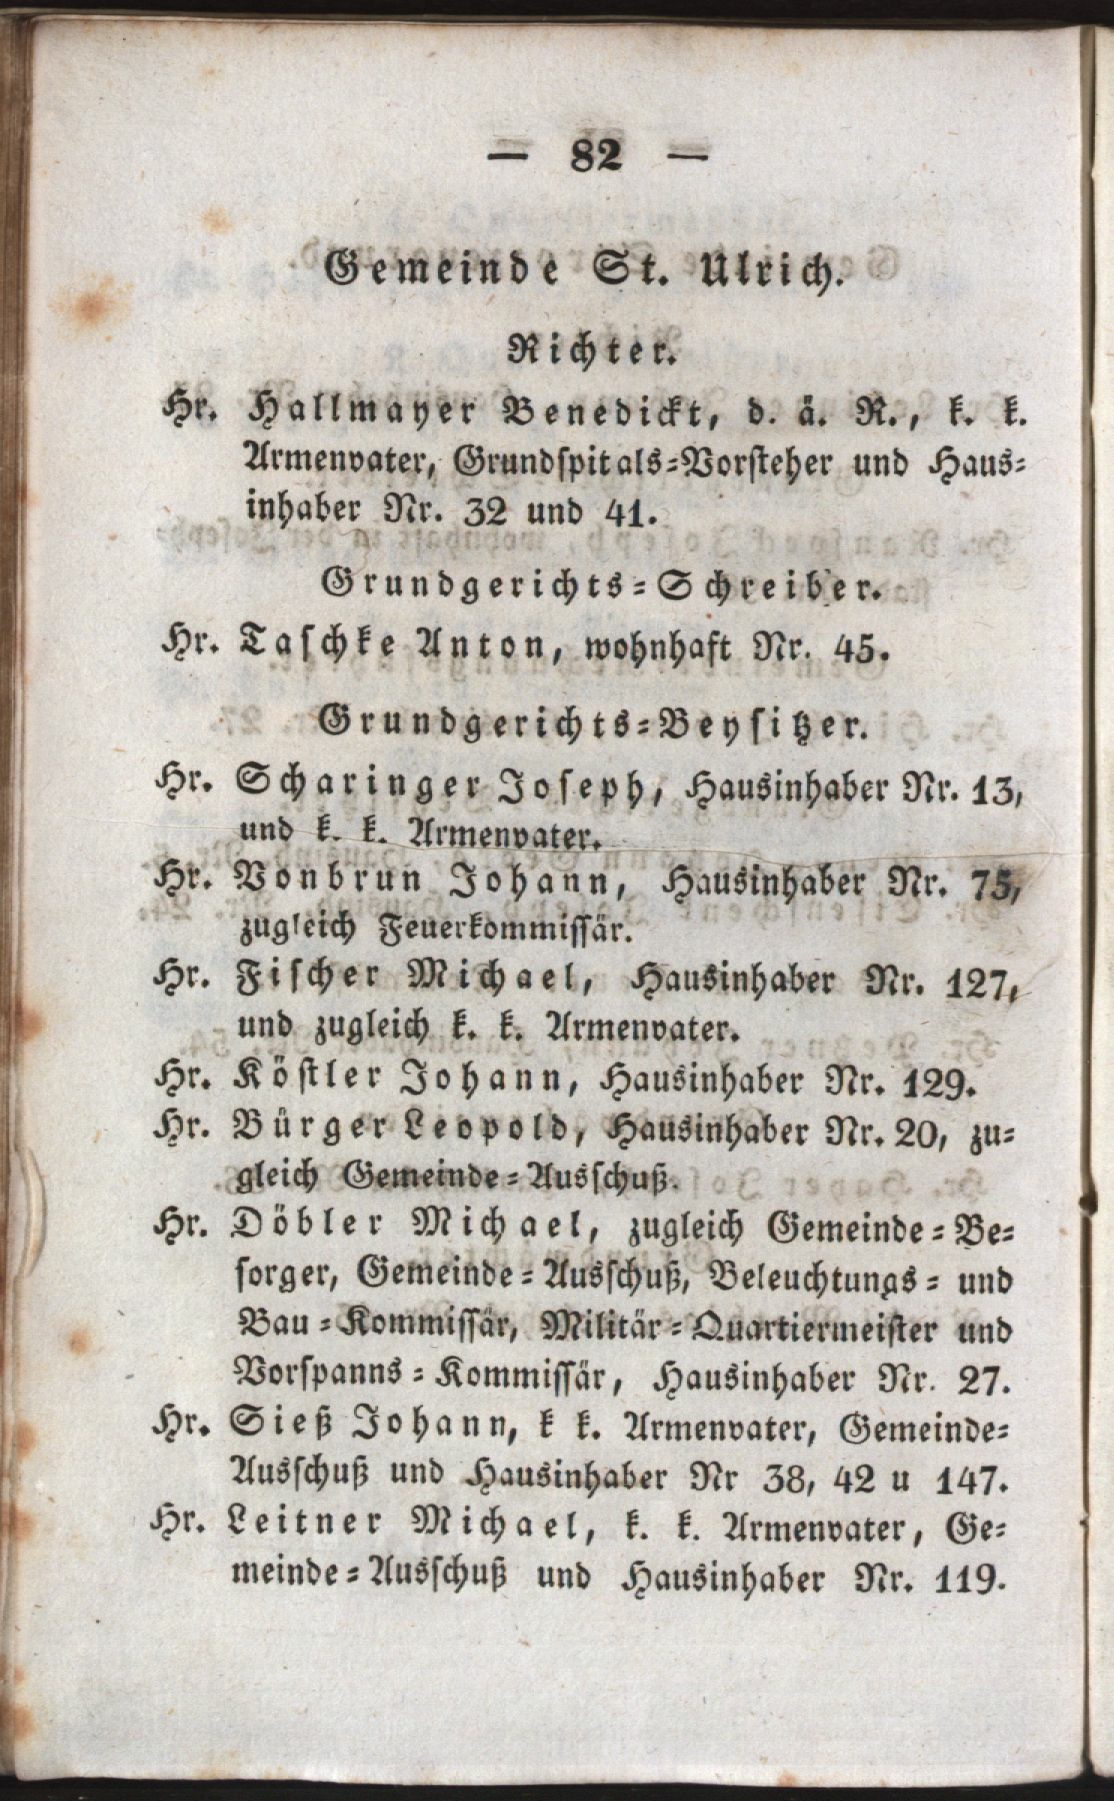 — 82 —
Gemeinde St. Ulrich.
Richter.
Hr. Hallmayer Benedickt, d. ä. R., k. k.
Armenvater, Grundspitals-Vorsteher und Haus-
inhaber Nr. 32 und 41.
Grundgerichts-Schreiber.
Hr. Taschke Anton, wohnhaft Nr. 45.
Grundgerichts-Beysitzer.
Hr. Scharinger Joseph, Hausinhaber Nr. 13,
und k. k. Armenvater.
Hr. Vonbrun Johann, Hausinhaber Nr. 75,
zugleich Feuerkommissär.
Hr. Fischer Michael, Hausinhaber Nr. 127,
und zugleich k. k. Armenvater.
Hr. Köstler Johann, Hausinhaber Nr. 129.
Hr. Bürger Leopold, Hausinhaber Nr. 20, zu-
gleich Gemeinde-Ausschuß.
Hr. Döbler Michael, zugleich Gemeinde-Be-
sorger, Gemeinde-Ausschuß, Beleuchtungs- und
Bau-Kommissär, Militär-Quartiermeister und
Vorspanns-Kommissär, Hausinhaber Nr. 27.
Hr. Sieß Johann, k k. Armenvater, Gemeinde-
Ausschuß und Hausinhaber Nr 38, 42 u 147.
Hr. Leitner Michael, k. k. Armenvater, Ge-
meinde-Ausschuß und Hausinhaber Nr. 119.